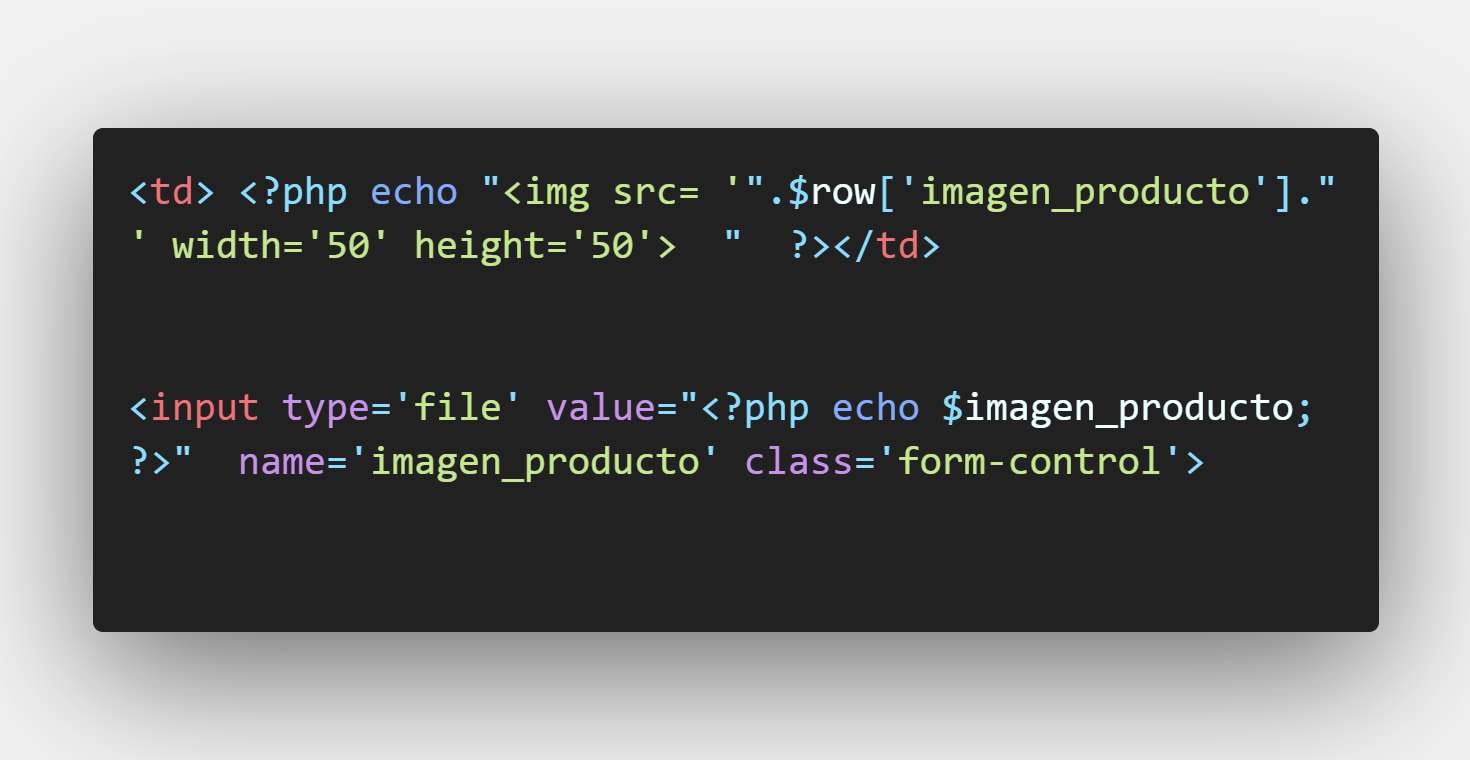 <td> <?php echo "<img src= '".$row['imagen_producto']."
' width='50' height='50'>  "  ?></td>
<input type='file' value="<?php echo $imagen_producto;
?>"  name='imagen_producto' class='form-control'>